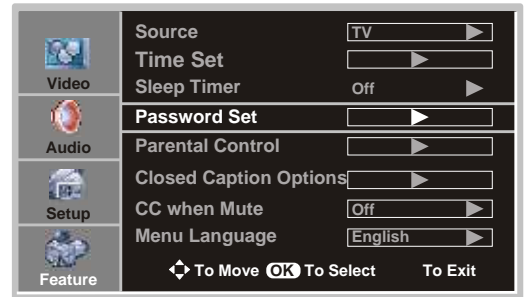 Video
Audio
Setup
Feature
Source TV
Time Set
Sleep Timer Off
Password Set
Parental Control
Closed Caption Options
CC when Mute Off
Menu Language English
To Move OK To Select To Exit